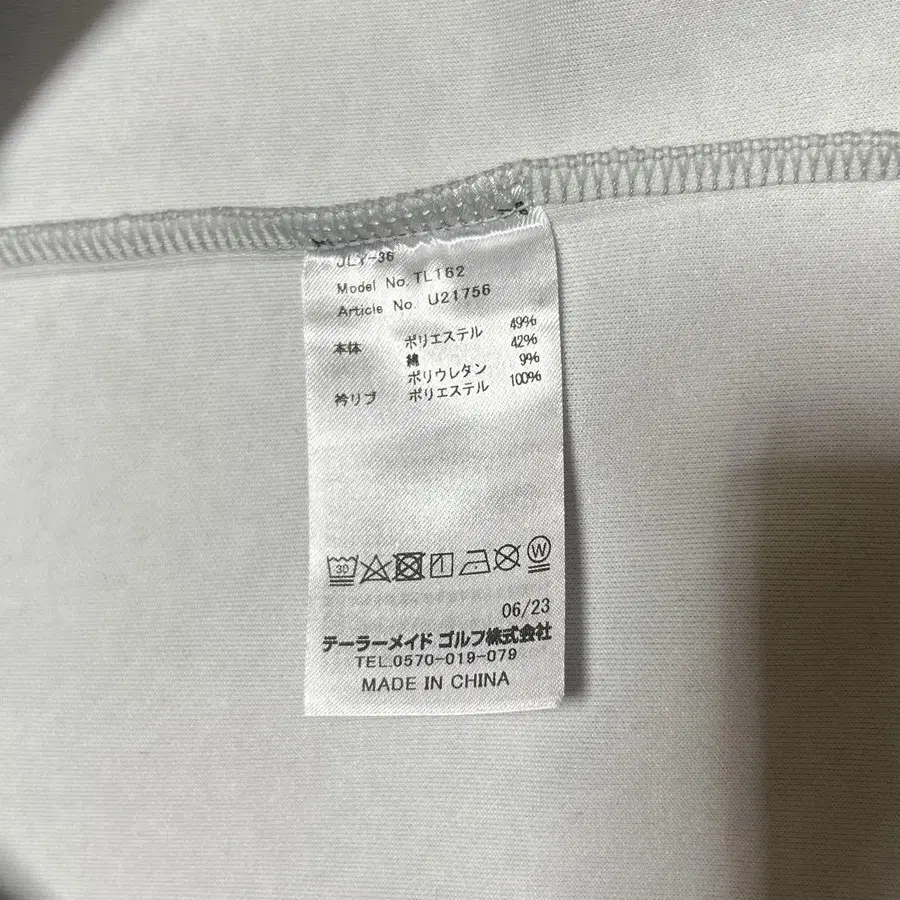 JLY-36
Model No. TL162
Article No. U21756
本体 ポリエステル 49%
綿 42%
ポリウレタン 9%
衿リブ ポリエステル 100%
30
W
06/23
テーラーメイド ゴルフ株式会社
TEL.0570-019-079
MADE IN CHINA